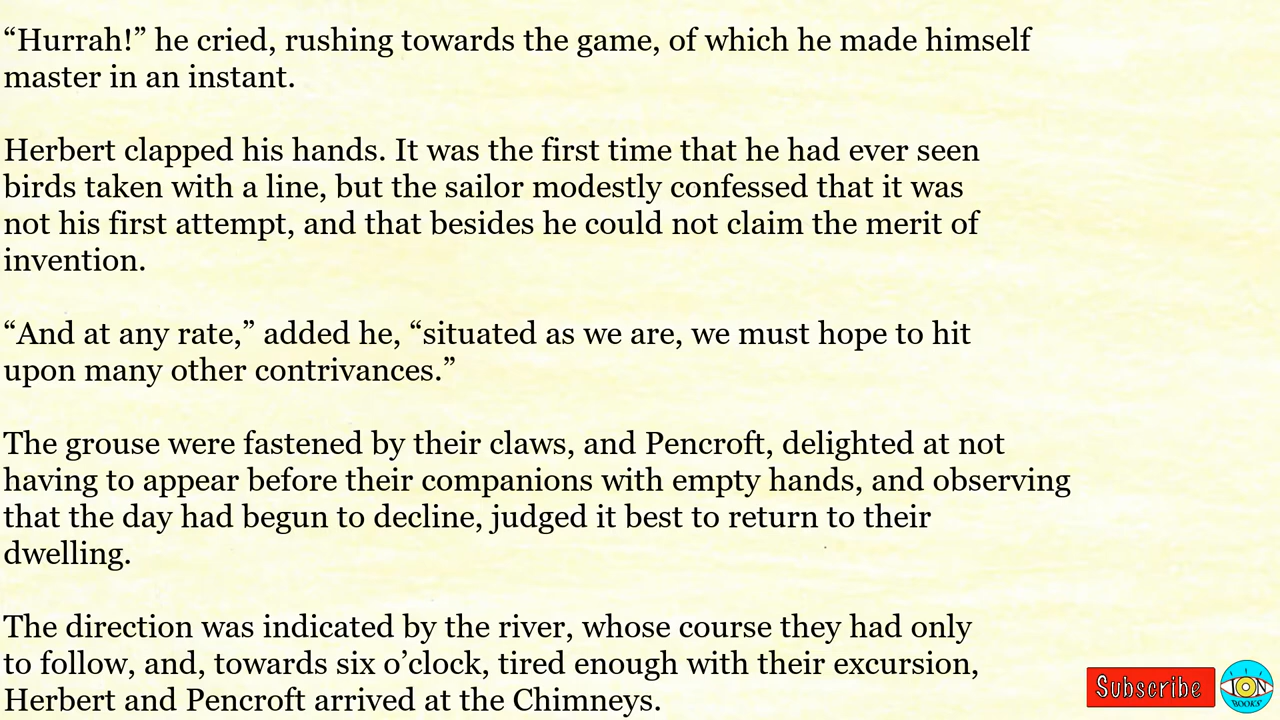 “Hurrah!” he cried, rushing towards the game, of which he made himself
master in an instant.
Herbert clapped his hands. It was the first time that he had ever seen
birds taken with a line, but the sailor modestly confessed that it was
not his first attempt, and that besides he could not claim the merit of
invention.
“And at any rate,” added he, “situated as we are, we must hope to hit
upon many other contrivances.”
The grouse were fastened by their claws, and Pencroft, delighted at not
having to appear before their companions with empty hands, and observing
that the day had begun to decline, judged it best to return to their
dwelling.
The direction was indicated by the river, whose course they had only
to follow, and, towards six o’clock, tired enough with their excursion,
Herbert and Pencroft arrived at the Chimneys.
Subscribe
ION
BOOKS